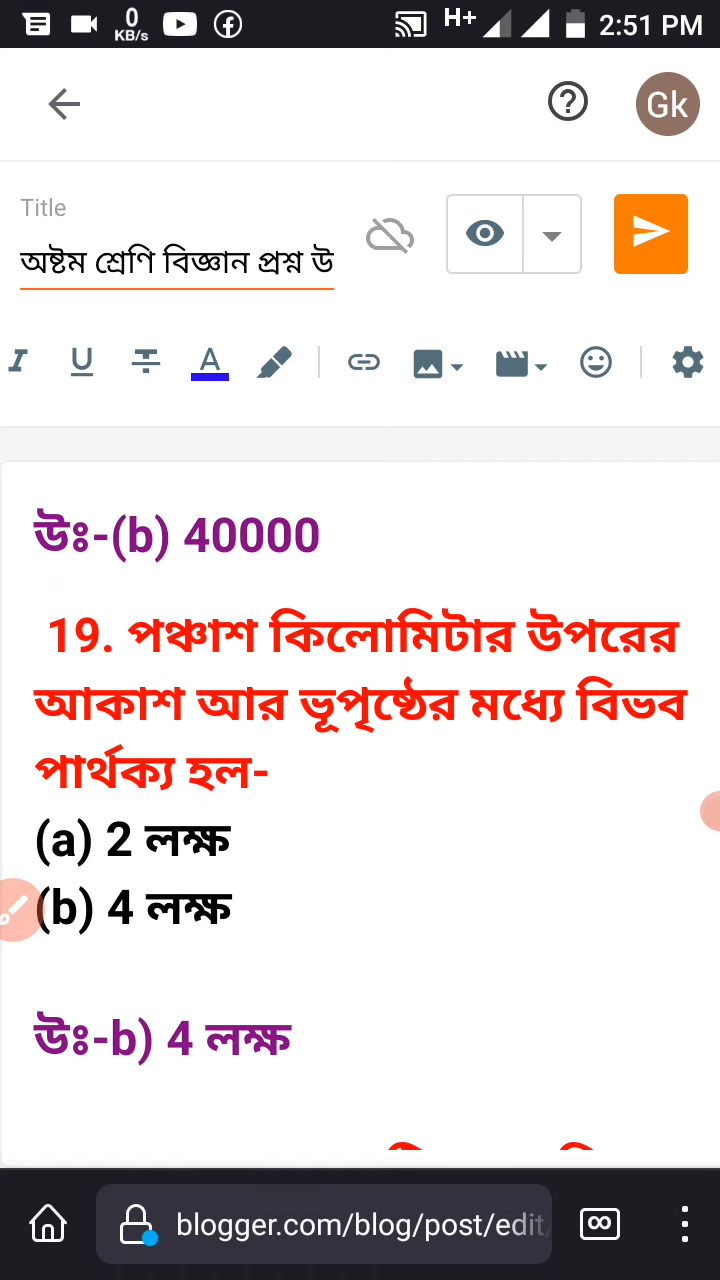 0
KB/s
H+
2:51 PM
Gk
Title
অষ্টম শ্রেণি বিজ্ঞান প্রশ্ন উ
I U T A
উঃ-(b) 40000
19. পঞ্চাশ কিলোমিটার উপরের
আকাশ আর ভূপৃষ্ঠের মধ্যে বিভব
পার্থক্য হল-
(a) 2 লক্ষ
(b) 4 লক্ষ
উঃ-b) 4 লক্ষ
blogger.com/blog/post/edit